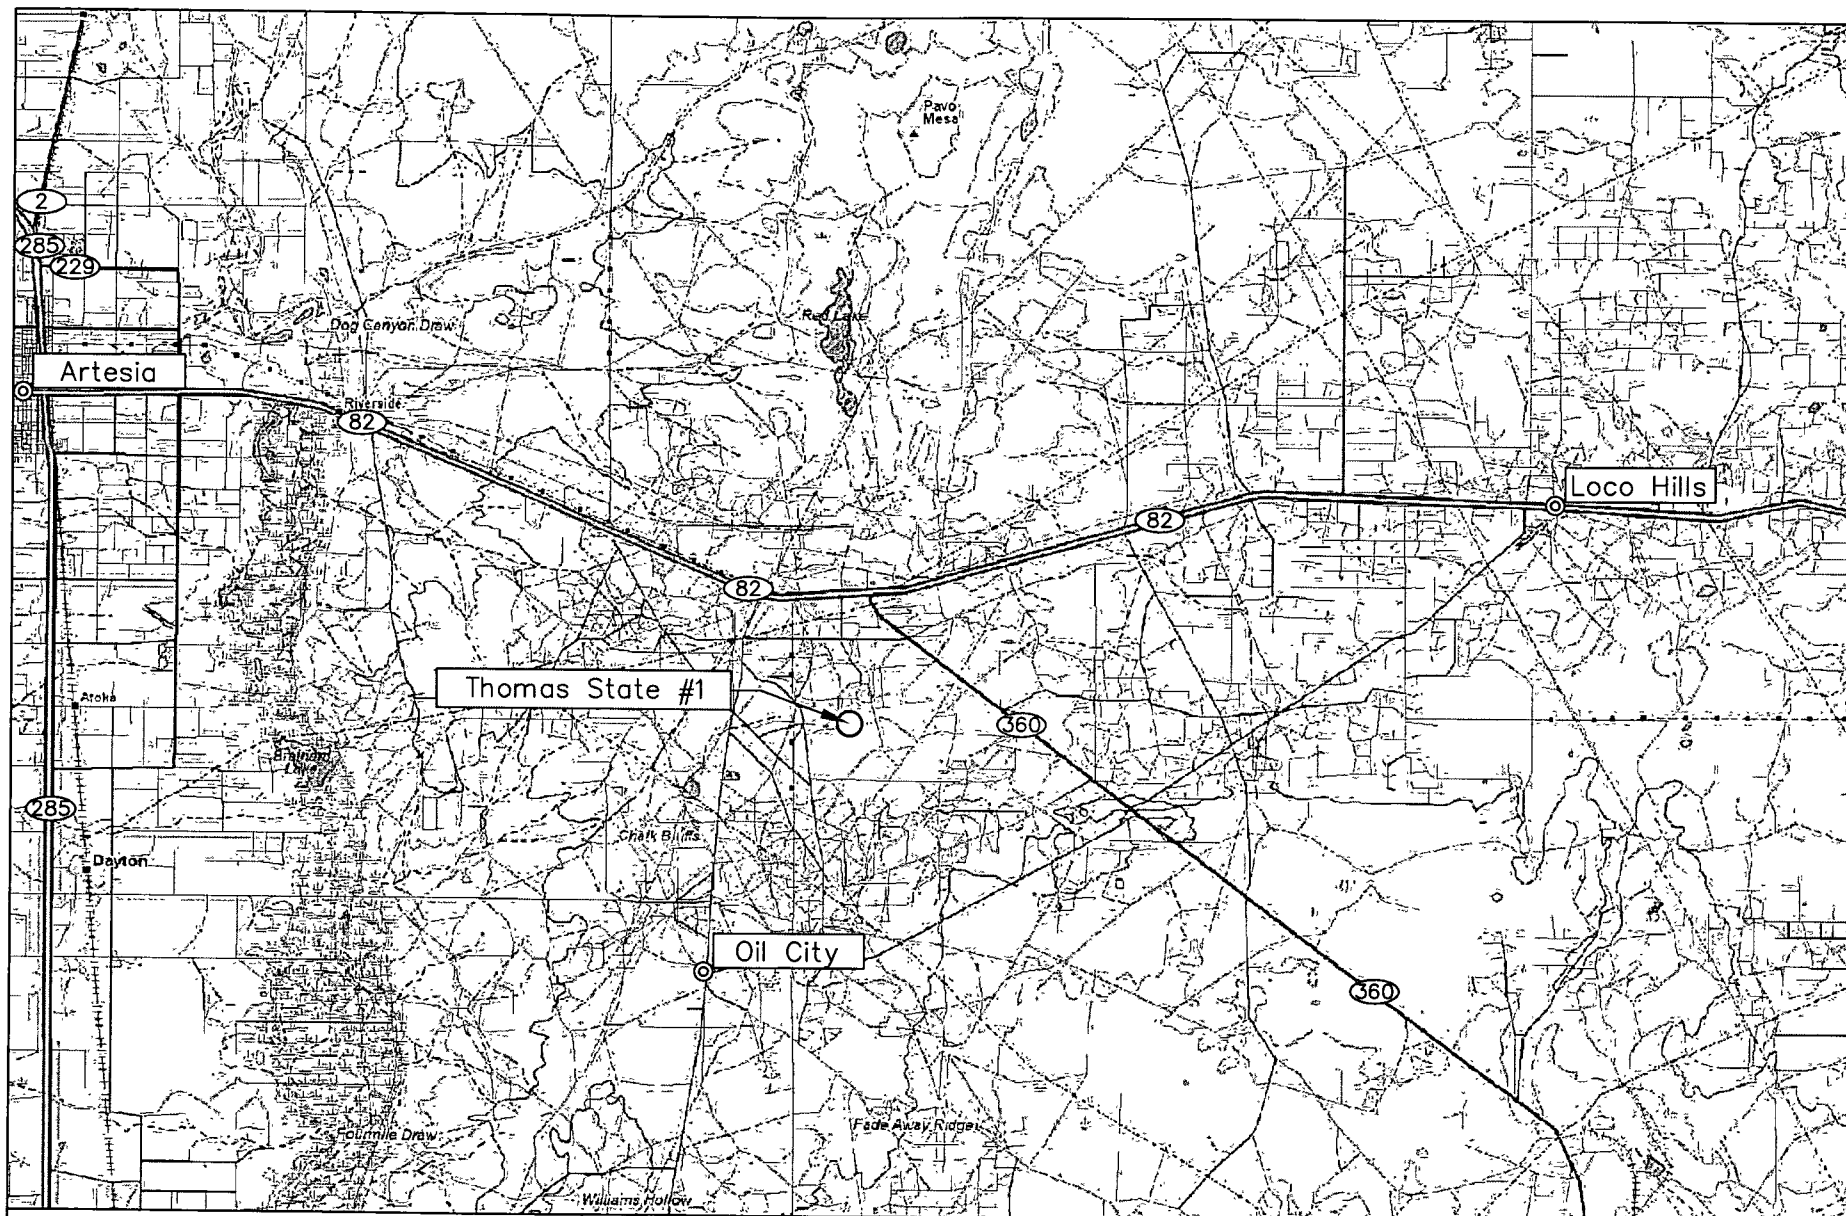 Pavo
Mesa
2
285
229
Dog Canyon Draw
Red Lake
Artesia
Riverside
82
Loco Hills
82
82
Thomas State #1
Atoka
360
Brainard
Lake
285
Chalk Bluffs
Dayton
Oil City
360
Fourmile Draw
Fade Away Ridge
Williams Hollow